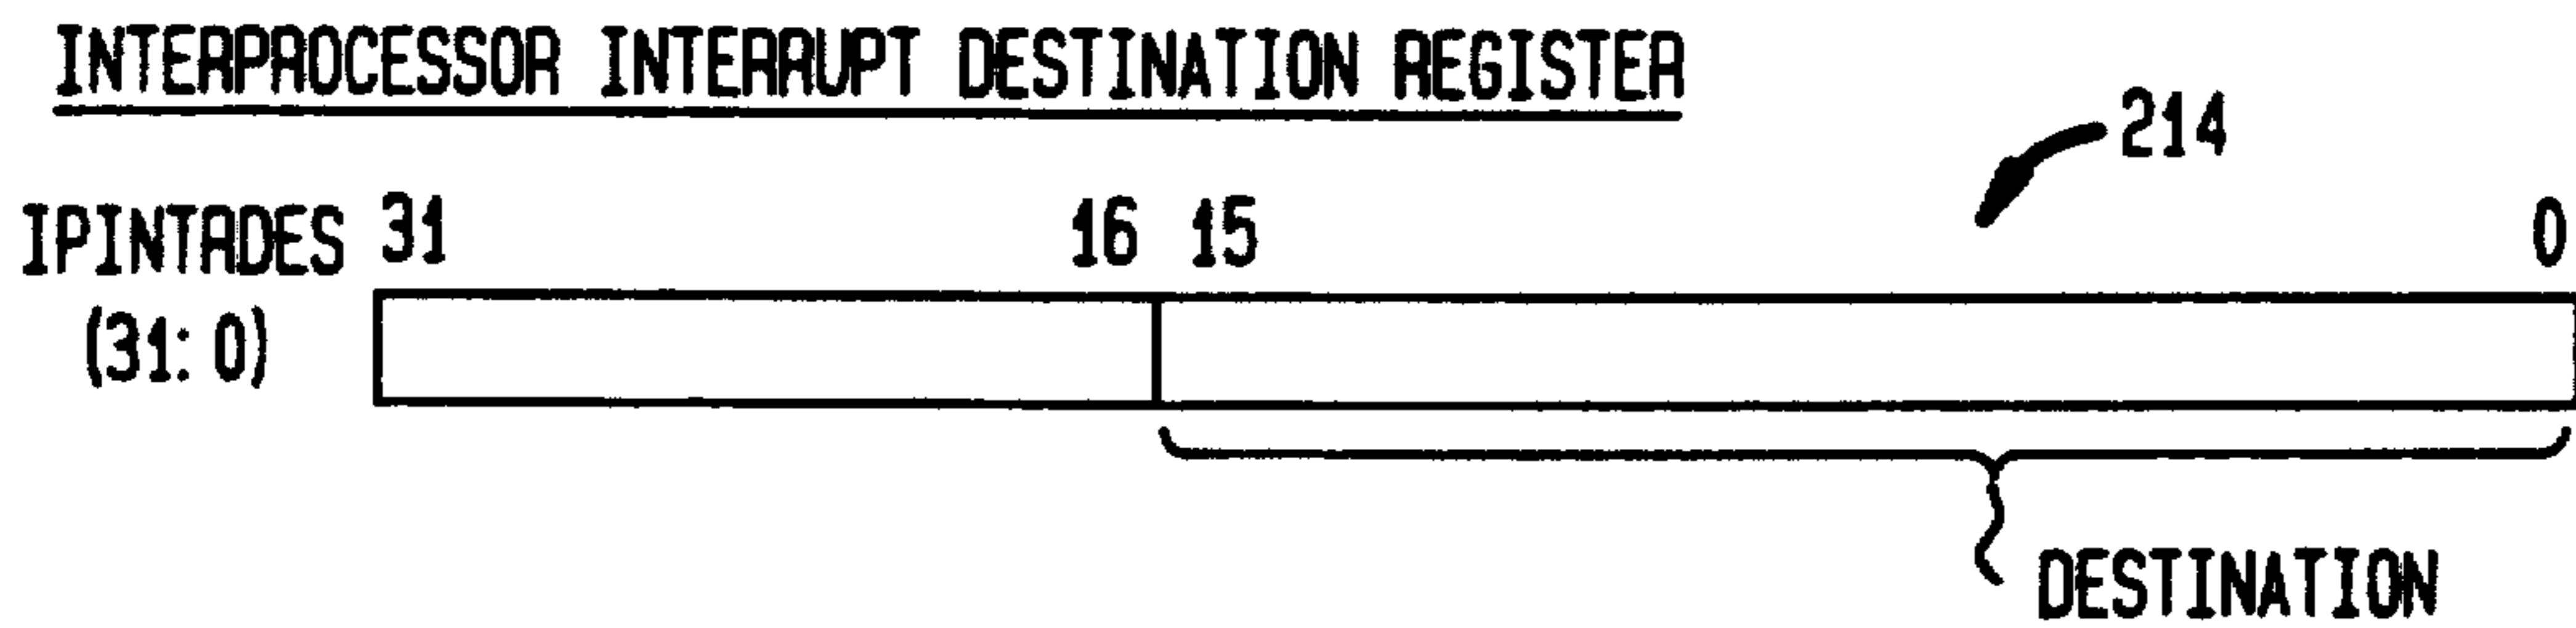 INTERPROCESSOR INTERRUPT DESTINATION REGISTER
214
IPINTRDES 31 16 15 0
(31: 0)
DESTINATION